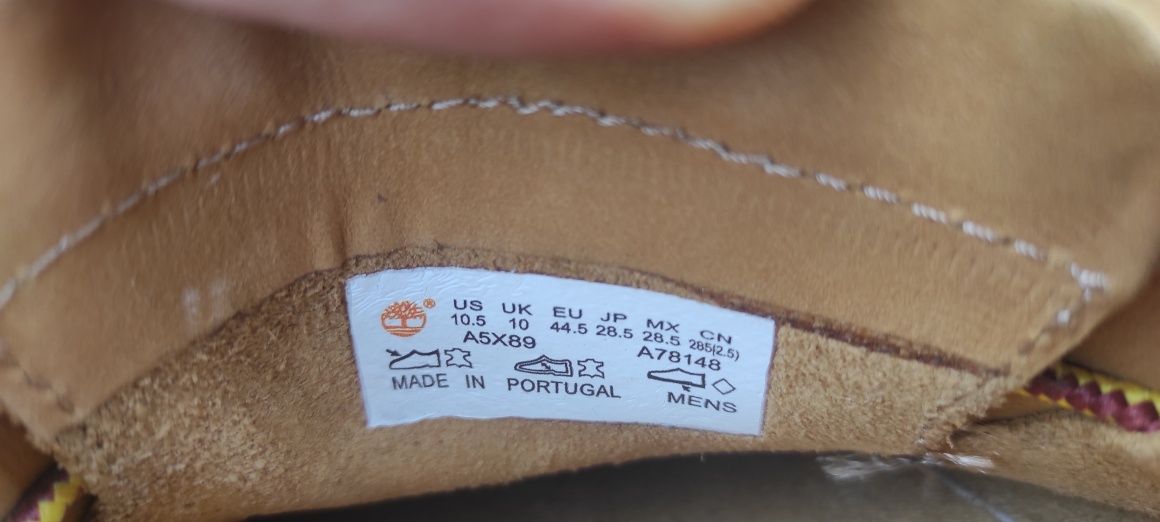 ® US UK EU JP MX CN
10.5 10 44.5 28.5 28.5 285(2.5)
A5X89 A78148
MADE IN PORTUGAL MENS